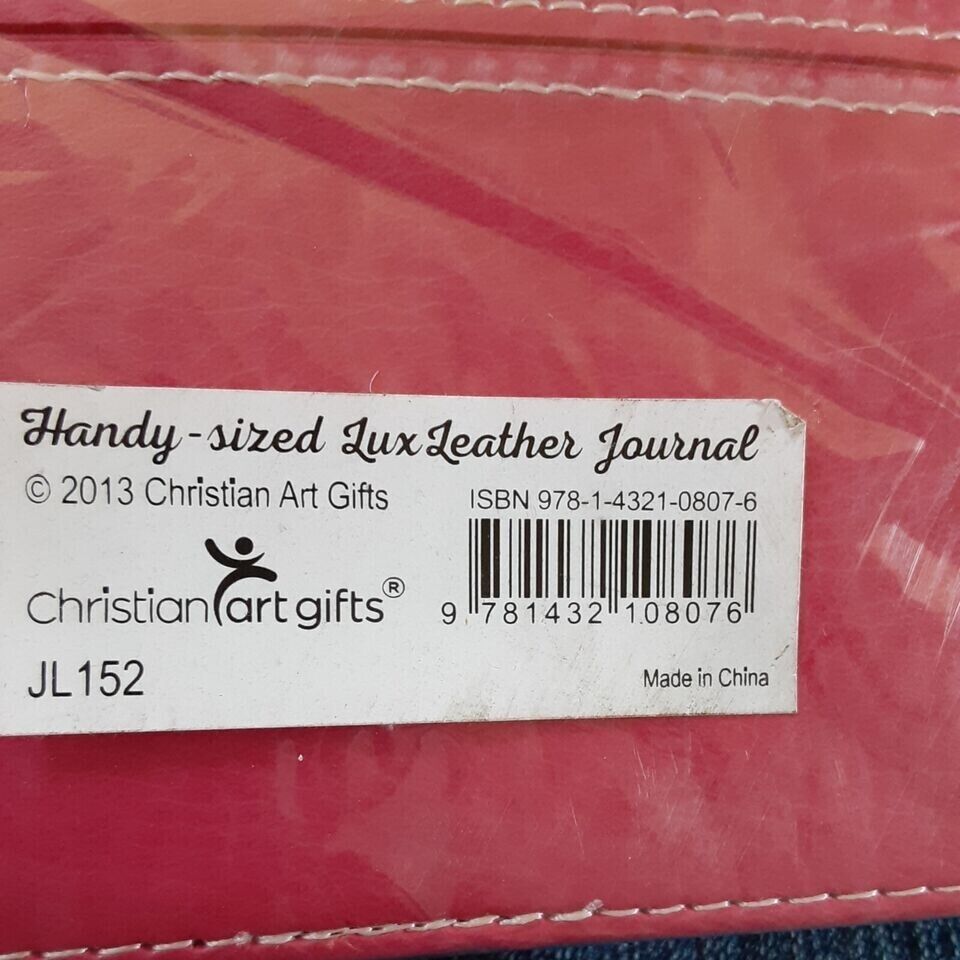 Handy-sized LuxLeather Journal
© 2013 Christian Art Gifts
ISBN 978-1-4321-0807-6
christian art gifts®
9 781432 108076
JL152
Made in China